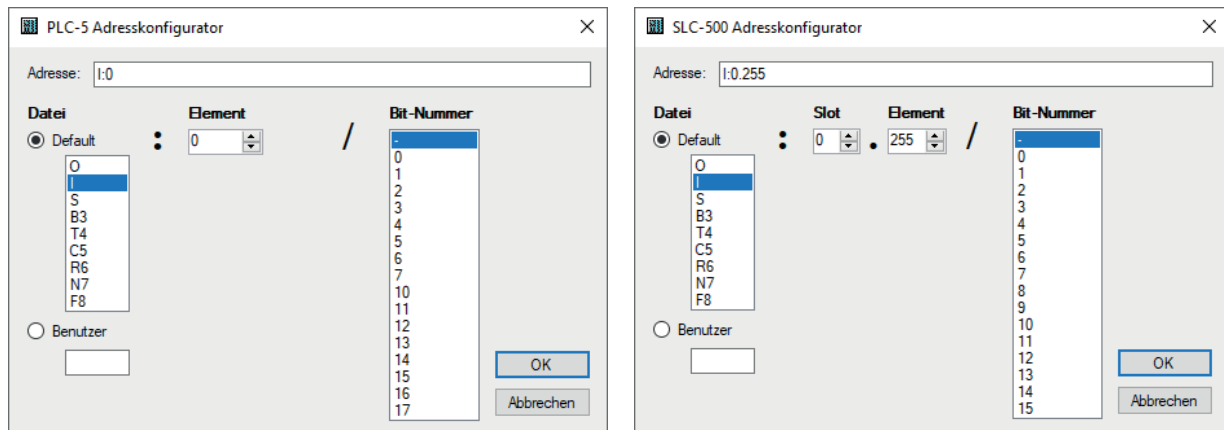 PLC-5 Adresskonfigurator
Adresse: I:0
Datei Element Bit-Nummer
Default : 0 / -
O
I
S
B3
T4
C5
R6
N7
F8
0
1
2
3
4
5
6
7
10
11
12
13
14
15
16
17
Benutzer
OK
Abbrechen
SLC-500 Adresskonfigurator
Adresse: I:0.255
Datei Slot Element Bit-Nummer
Default : 0 . 255 / -
O
I
S
B3
T4
C5
R6
N7
F8
0
1
2
3
4
5
6
7
8
9
10
11
12
13
14
15
Benutzer
OK
Abbrechen